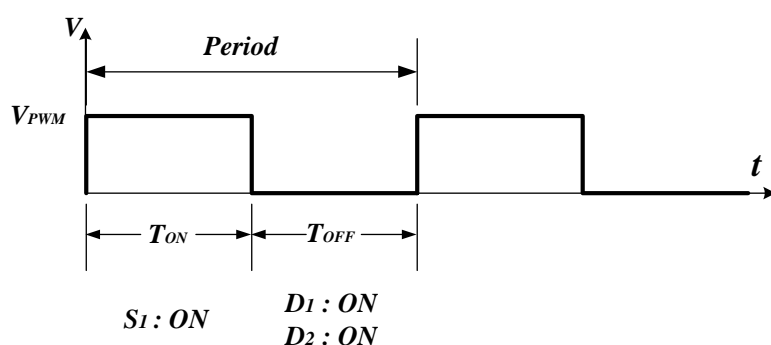 V
Period
VPWM
t
TON
TOFF
S1 : ON
D1 : ON
D2 : ON